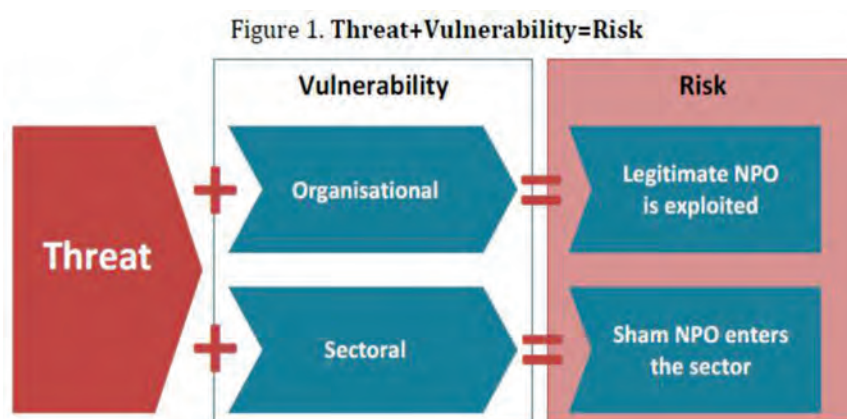 Figure 1. Threat+Vulnerability=Risk
Vulnerability
Risk
Threat
+
Organisational
=
Legitimate NPO
is exploited
+
Sectoral
=
Sham NPO enters
the sector